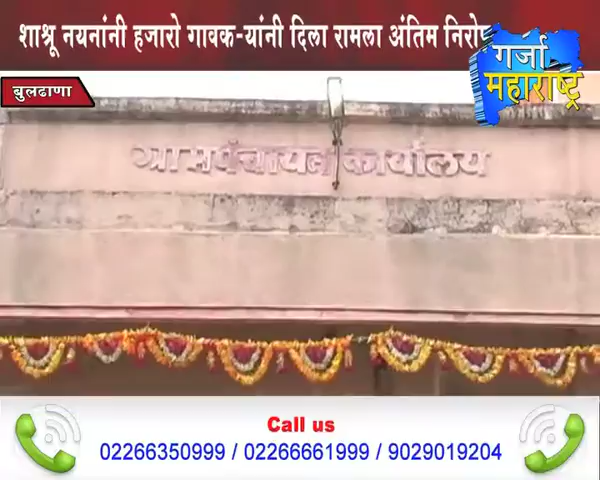 शाश्रू नयनांनी हजारो गावक-यांनी दिला रामला अंतिम निरोप
गर्जा
महाराष्ट्र
बुलढाणा
ग्रामपंचायत कार्यालय
Call us
02266350999 / 02266661999 / 9029019204